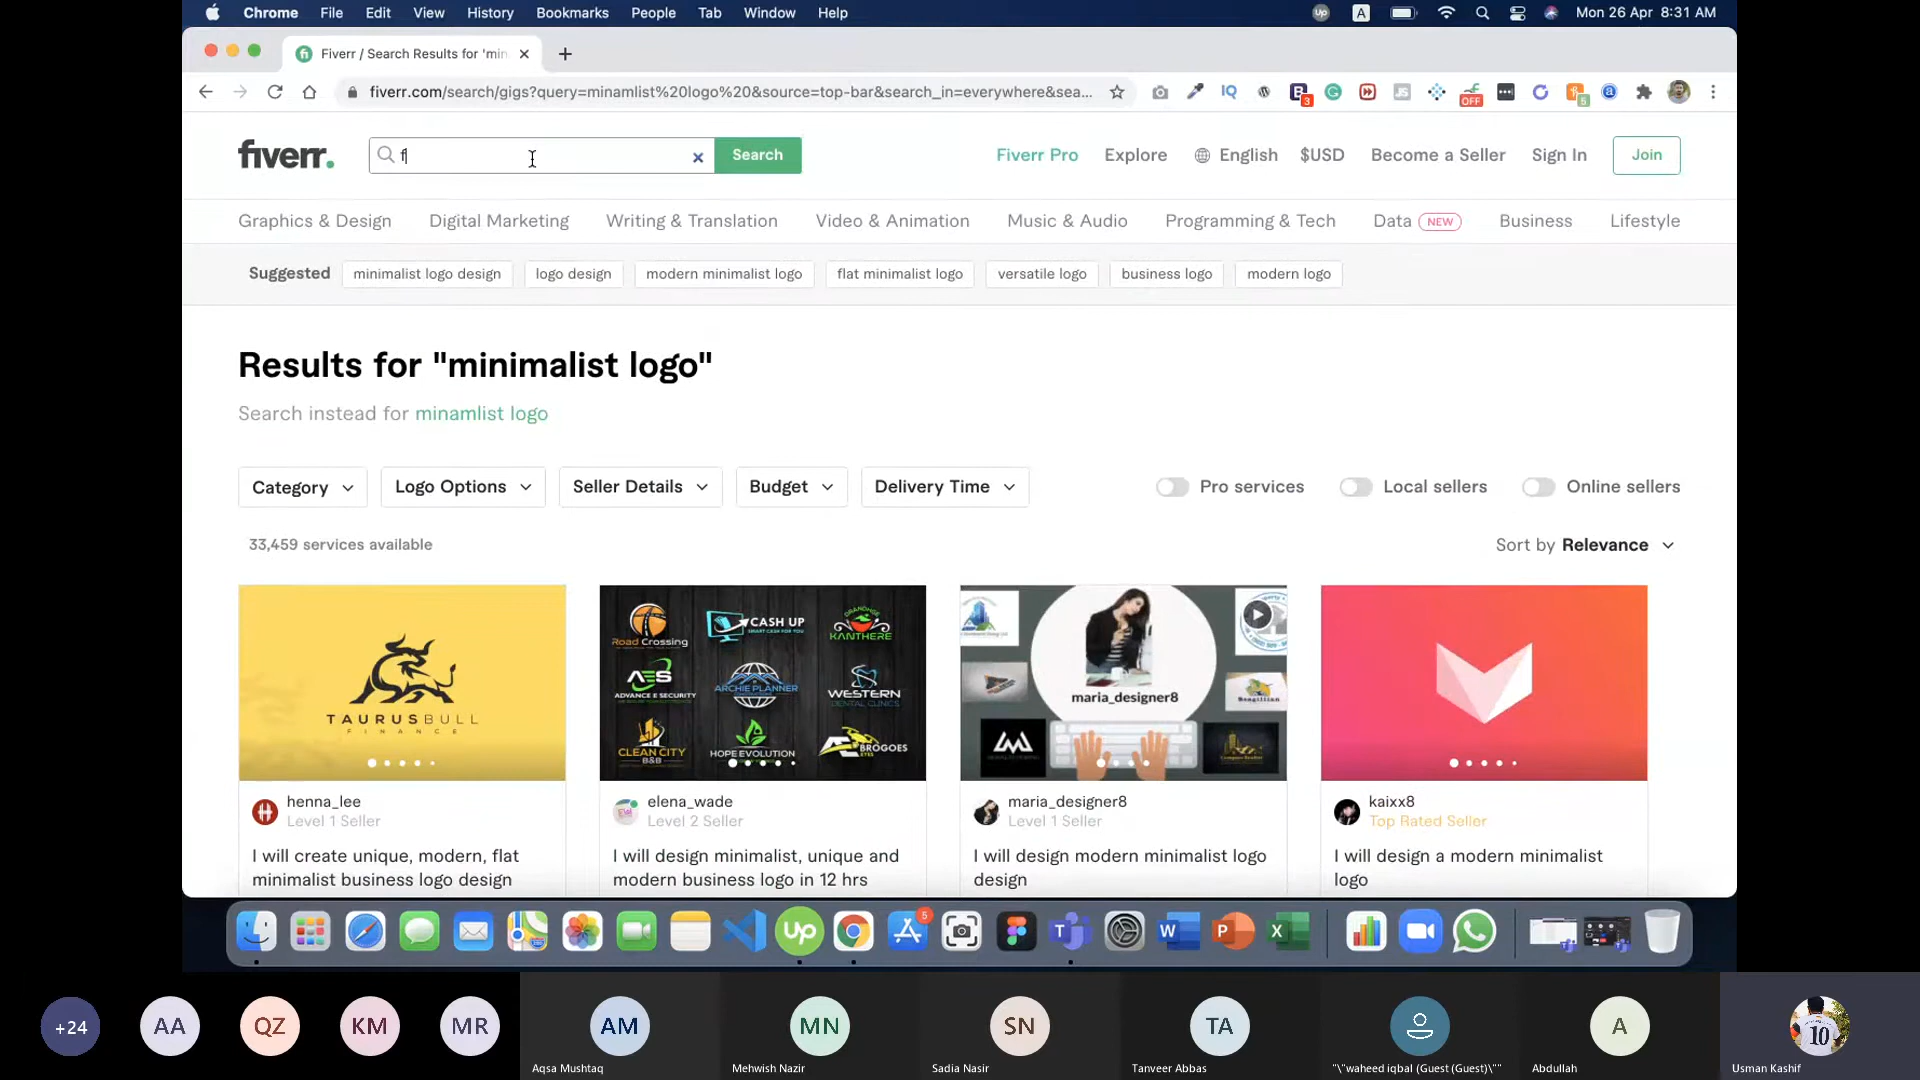 Chrome File Edit View History Bookmarks People Tab Window Help
Up A Mon 26 Apr 8:31 AM
Fiverr / Search Results for 'min
fiverr.com/search/gigs?query=minamlist%20logo%20&source=top-bar&search_in=everywhere&sea...
fiverr. f Search Fiverr Pro Explore English $USD Become a Seller Sign In Join
Graphics & Design Digital Marketing Writing & Translation Video & Animation Music & Audio Programming & Tech Data NEW Business Lifestyle
Suggested minimalist logo design logo design modern minimalist logo flat minimalist logo versatile logo business logo modern logo
Results for "minimalist logo"
Search instead for minamlist logo
Category Logo Options Seller Details Budget Delivery Time Pro services Local sellers Online sellers
33,459 services available Sort by Relevance
TAURUSBULL
FINANCE
Road Crossing
CASH UP
SMART CASH FOR YOU
KANTHERE
AES
ADVANCE E SECURITY
ARCHIE PLANNER
WESTERN
DENTAL CLINICS
CLEAN CITY
B&B
HOPE EVOLUTION
BROGOES
maria_designer8
henna_lee
Level 1 Seller
I will create unique, modern, flat
minimalist business logo design
elena_wade
Level 2 Seller
I will design minimalist, unique and
modern business logo in 12 hrs
maria_designer8
Level 1 Seller
I will design modern minimalist logo
design
kaixx8
Top Rated Seller
I will design a modern minimalist
logo
+24 AA QZ KM MR AM MN SN TA A 10
Aqsa Mushtaq Mehwish Nazir Sadia Nasir Tanveer Abbas "\"waheed iqbal (Guest (Guest)\"" Abdullah Usman Kashif